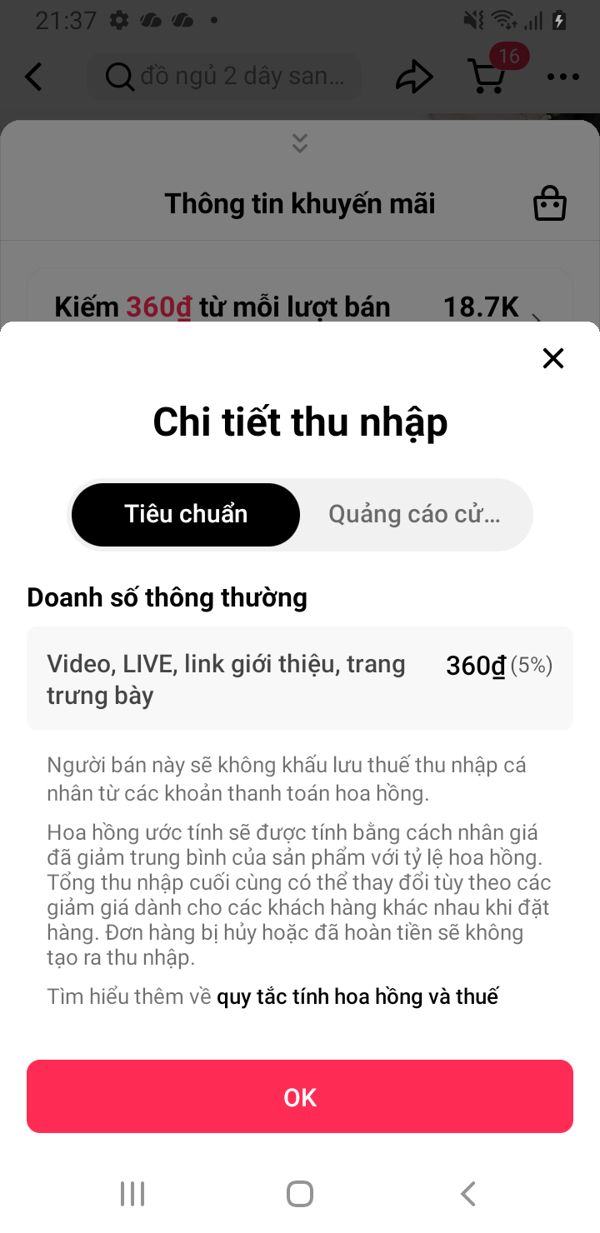 21:37
16
đồ ngủ 2 dây san...
Thông tin khuyến mãi
Kiếm 360₫ từ mỗi lượt bán 18.7K
Chi tiết thu nhập
Tiêu chuẩn
Quảng cáo cử...
Doanh số thông thường
Video, LIVE, link giới thiệu, trang
trưng bày
360₫ (5%)
Người bán này sẽ không khấu lưu thuế thu nhập cá
nhân từ các khoản thanh toán hoa hồng.
Hoa hồng ước tính sẽ được tính bằng cách nhân giá
đã giảm trung bình của sản phẩm với tỷ lệ hoa hồng.
Tổng thu nhập cuối cùng có thể thay đổi tùy theo các
giảm giá dành cho các khách hàng khác nhau khi đặt
hàng. Đơn hàng bị hủy hoặc đã hoàn tiền sẽ không
tạo ra thu nhập.
Tìm hiểu thêm về quy tắc tính hoa hồng và thuế
OK